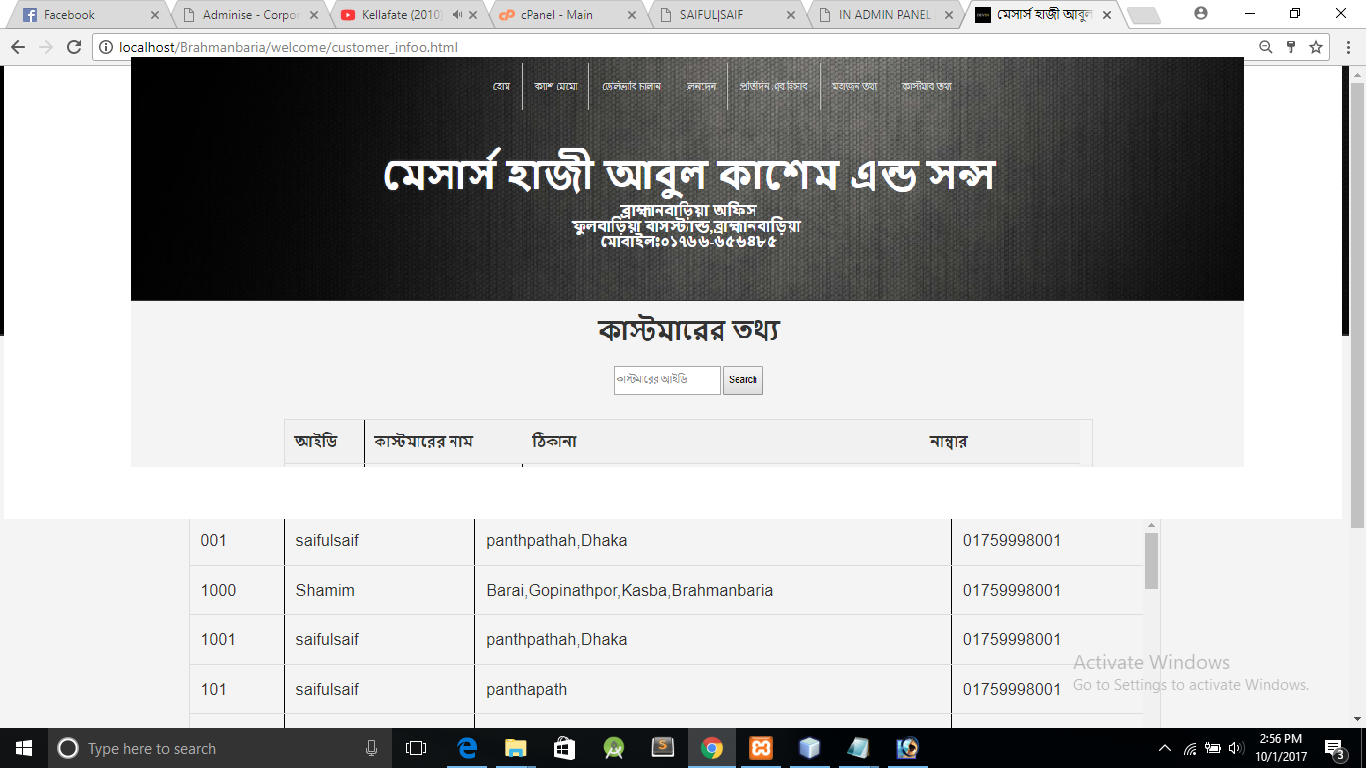 Facebook Adminise - Corpor Kellafate (2010) cPanel - Main SAIFUL|SAIF IN ADMIN PANEL মেসার্স হাজী আবুল
localhost/Brahmanbaria/welcome/customer_infoo.html
হোম ক্যাশ মেমো ডেলিভারি চালান লেনদেন প্রতিদিন এর হিসাব মহাজন তথ্য কাস্টমার তথ্য
মেসার্স হাজী আবুল কাশেম এন্ড সন্স
ব্রাহ্মানবাড়িয়া অফিস
ফুলবাড়িয়া বাসস্ট্যান্ড,ব্রাহ্মানবাড়িয়া
মোবাইলঃ০১৭৬৬-৬৫৬৪৮৫
কাস্টমারের তথ্য
কাস্টমারের আইডি Search
আইডি কাস্টমারের নাম ঠিকানা নাম্বার
001 saifulsaif panthpathah,Dhaka 01759998001
1000 Shamim Barai,Gopinathpor,Kasba,Brahmanbaria 01759998001
1001 saifulsaif panthpathah,Dhaka 01759998001
101 saifulsaif panthapath 01759998001
Activate Windows
Go to Settings to activate Windows.
Type here to search
2:56 PM
10/1/2017
3